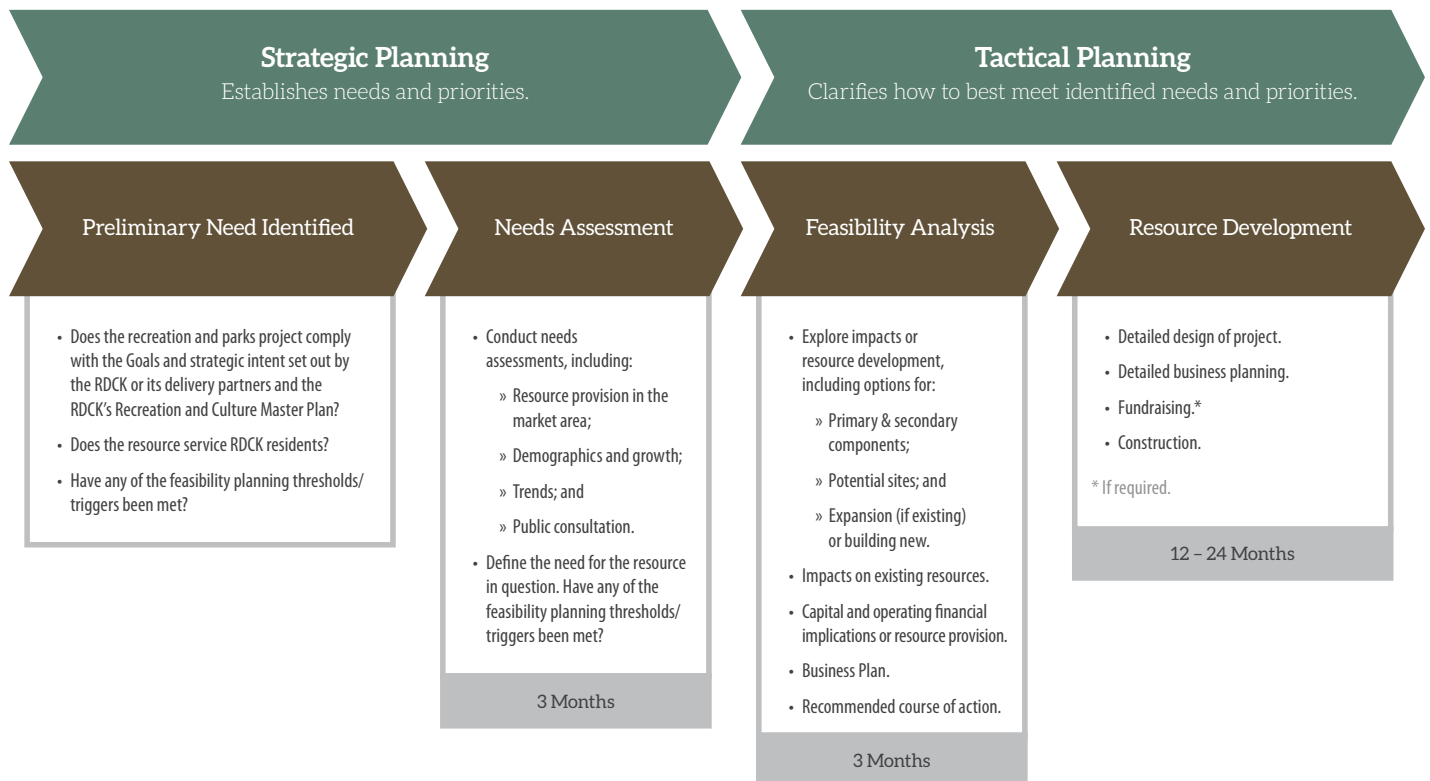 Strategic Planning
Establishes needs and priorities.
Tactical Planning
Clarifies how to best meet identified needs and priorities.
Preliminary Need Identified
• Does the recreation and parks project comply
with the Goals and strategic intent set out by
the RDCK or its delivery partners and the
RDCK's Recreation and Culture Master Plan?
• Does the resource service RDCK residents?
• Have any of the feasibility planning thresholds/
triggers been met?
Needs Assessment
• Conduct needs
assessments, including:
» Resource provision in the
market area;
» Demographics and growth;
» Trends; and
» Public consultation.
• Define the need for the resource
in question. Have any of the
feasibility planning thresholds/
triggers been met?
3 Months
Feasibility Analysis
• Explore impacts or
resource development,
including options for:
» Primary & secondary
components;
» Potential sites; and
» Expansion (if existing)
or building new.
• Impacts on existing resources.
• Capital and operating financial
implications or resource provision.
• Business Plan.
• Recommended course of action.
3 Months
Resource Development
• Detailed design of project.
• Detailed business planning.
• Fundraising.*
• Construction.
* If required.
12 – 24 Months